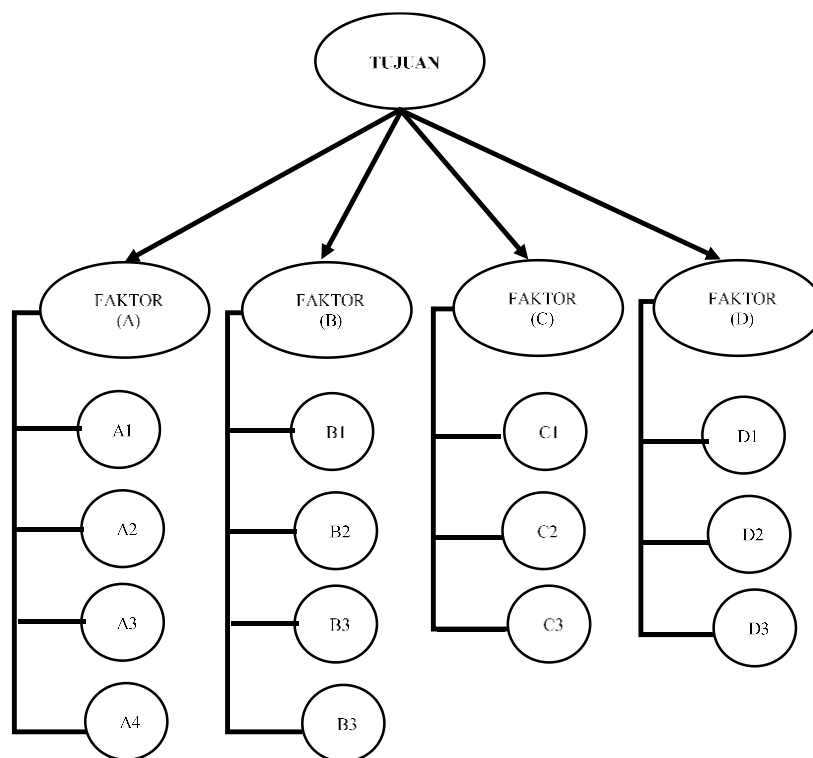 TUJUAN
FAKTOR
(A)
FAKTOR
(B)
FAKTOR
(C)
FAKTOR
(D)
A1
A2
A3
A4
B1
B2
B3
B3
C1
C2
C3
D1
D2
D3